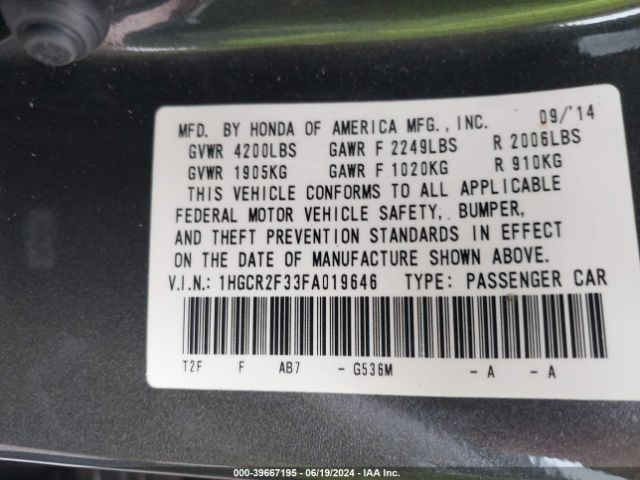 MFD. BY HONDA OF AMERICA MFG., INC. 09/'14
GVWR 4200LBS GAWR F 2249LBS R 2006LBS
GVWR 1905KG GAWR F 1020KG R 910KG
THIS VEHICLE CONFORMS TO ALL APPLICABLE
FEDERAL MOTOR VEHICLE SAFETY, BUMPER,
AND THEFT PREVENTION STANDARDS IN EFFECT
ON THE DATE OF MANUFACTURE SHOWN ABOVE.
V.I.N.: 1HGCR2F33FA019646 TYPE: PASSENGER CAR
T2F F AB7 - G536M - A - A
000-39667195 - 06/19/2024 - IAA Inc.